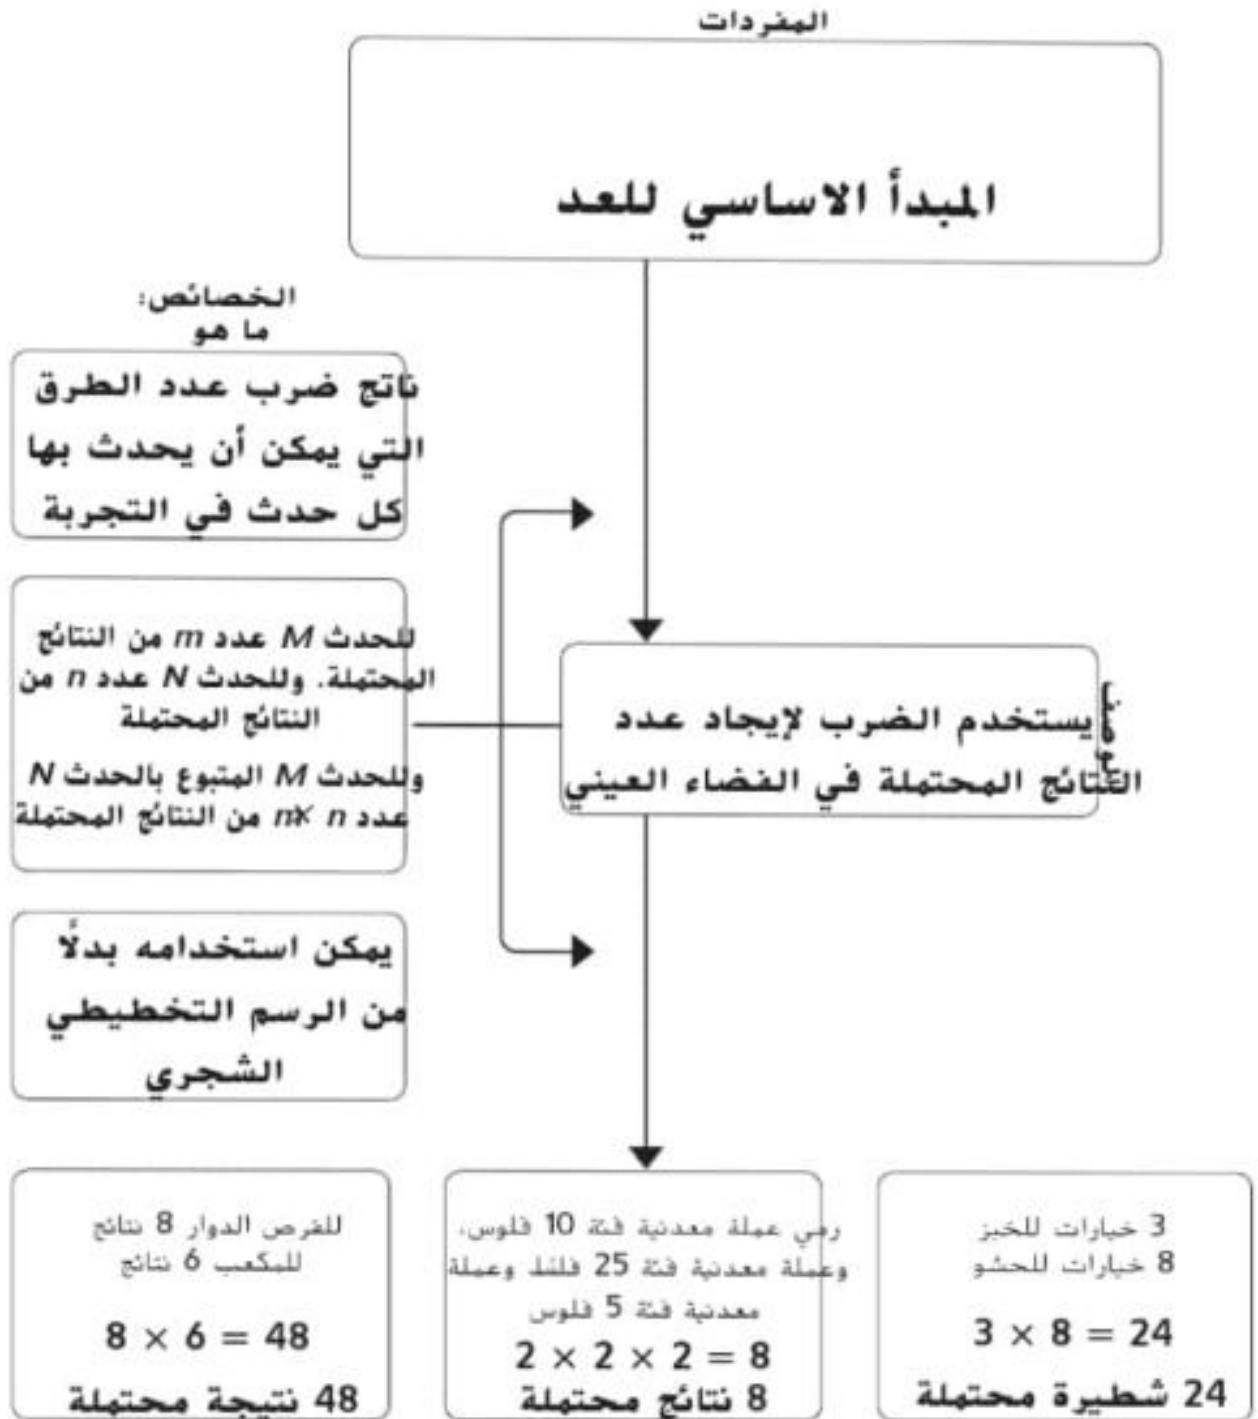 المفردات
المبدأ الاساسي للعد
الخصائص:
ما هو
ناتج ضرب عدد الطرق
التي يمكن أن يحدث بها
كل حدث في التجربة
للحدث M عدد m من النتائج
المحتملة. وللحدث N عدد n من
النتائج المحتملة
وللحدث M المتبوع بالحدث N
عدد n × m من النتائج المحتملة
الوصف
يستخدم الضرب لإيجاد عدد
النتائج المحتملة في الفضاء العيني
يمكن استخدامه بدلًا
من الرسم التخطيطي
الشجري
3 خيارات للخبز
8 خيارات للحشو
3 × 8 = 24
24 شطيرة محتملة
رمي عملة معدنية فئة 10 فلوس،
وعملة معدنية فئة 25 فلسًا، وعملة
معدنية فئة 5 فلوس
2 × 2 × 2 = 8
8 نتائج محتملة
للقرص الدوار 8 نتائج
للمكعب 6 نتائج
8 × 6 = 48
48 نتيجة محتملة